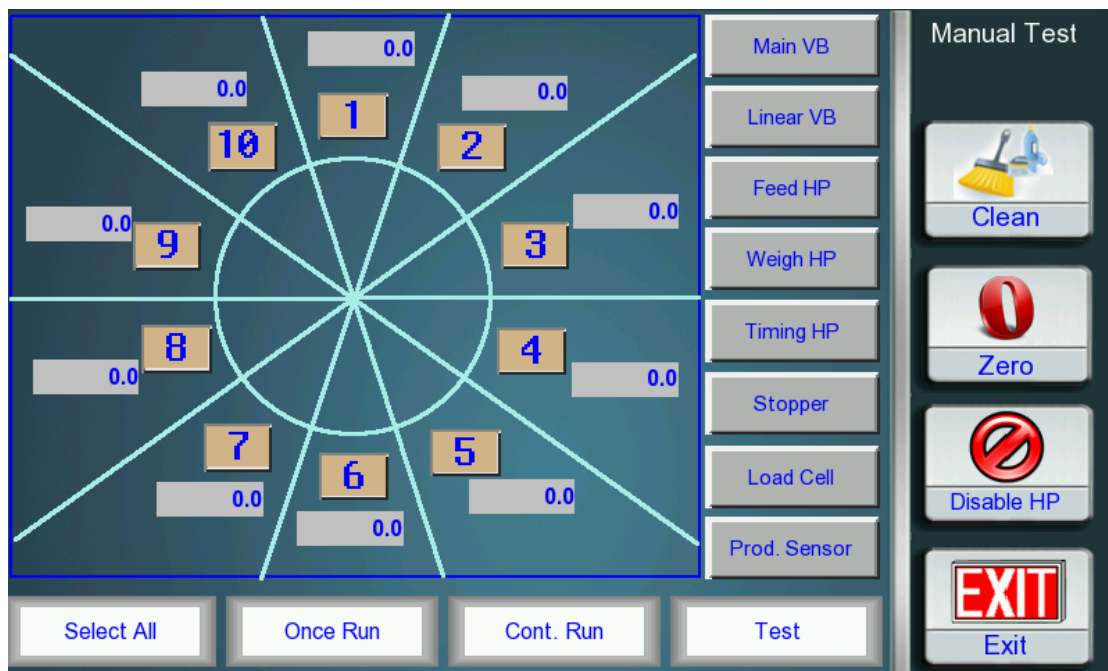 Manual Test
0.0
1
0.0
2
0.0
3
0.0
4
0.0
5
0.0
6
0.0
7
0.0
8
0.0
9
0.0
10
0.0
Main VB
Linear VB
Feed HP
Weigh HP
Timing HP
Stopper
Load Cell
Prod. Sensor
Clean
0
Zero
Disable HP
EXIT
Exit
Select All
Once Run
Cont. Run
Test